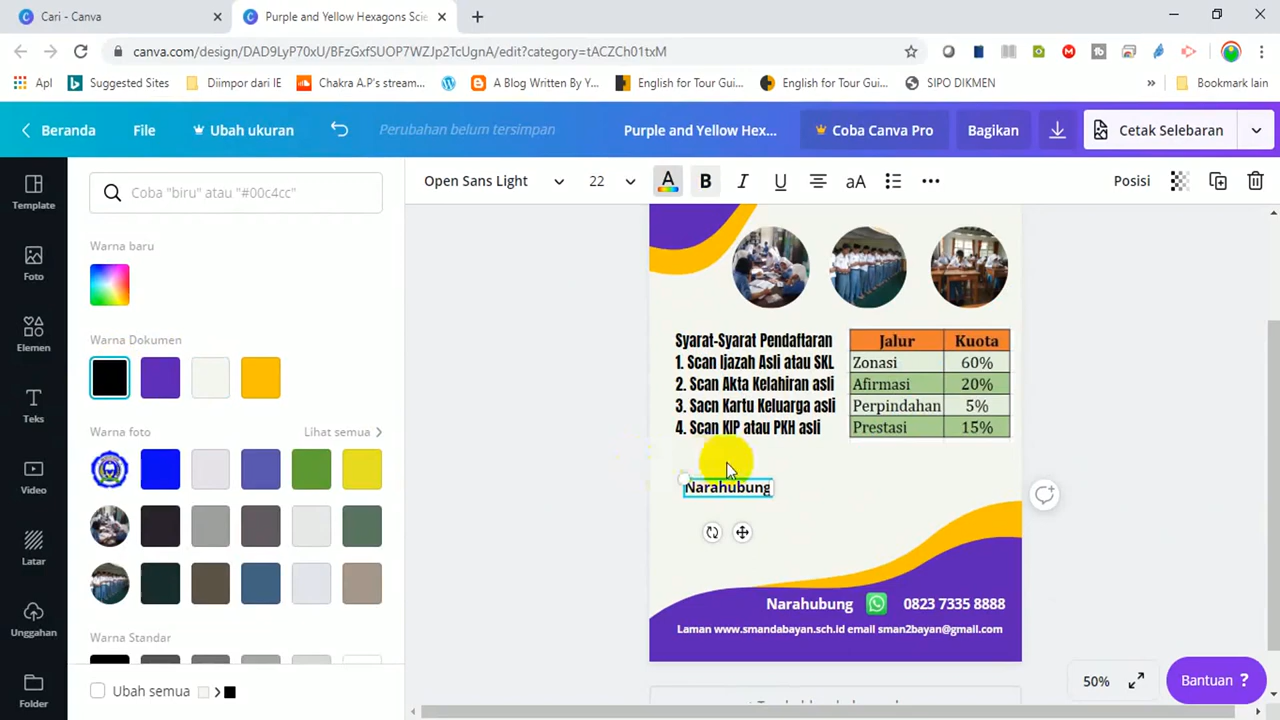 Cari - Canva
Purple and Yellow Hexagons Scie
canva.com/design/DAD9LyP70xU/BFzGxfSUOP7WZJp2TcUgnA/edit?category=tACZCh01txM
Apl
Suggested Sites
Diimpor dari IE
Chakra A.P's stream...
A Blog Written By Y...
English for Tour Gui...
English for Tour Gui...
SIPO DIKMEN
»
Bookmark lain
Beranda
File
Ubah ukuran
Perubahan belum tersimpan
Purple and Yellow Hex...
Coba Canva Pro
Bagikan
Cetak Selebaran
Template
Foto
Elemen
Teks
Video
Latar
Unggahan
Folder
Coba "biru" atau "#00c4cc"
Warna baru
Warna Dokumen
Warna foto
Lihat semua
Warna Standar
Ubah semua
Open Sans Light
22
A
B
I
U
aA
Posisi
Syarat-Syarat Pendaftaran
1. Scan Ijazah Asli atau SKL
2. Scan Akta Kelahiran asli
3. Sacn Kartu Keluarga asli
4. Scan KIP atau PKH asli
Jalur Kuota
Zonasi 60%
Afirmasi 20%
Perpindahan 5%
Prestasi 15%
Narahubung
Narahubung 0823 7335 8888
Laman www.smandabayan.sch.id email sman2bayan@gmail.com
50%
Bantuan ?